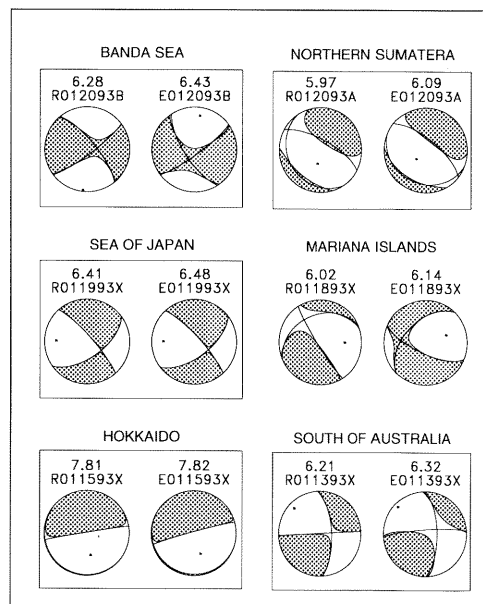 BANDA SEA
6.28 6.43
R012093B E012093B
NORTHERN SUMATERA
5.97 6.09
R012093A E012093A
SEA OF JAPAN
6.41 6.48
R011993X E011993X
MARIANA ISLANDS
6.02 6.14
R011893X E011893X
HOKKAIDO
7.81 7.82
R011593X E011593X
SOUTH OF AUSTRALIA
6.21 6.32
R011393X E011393X